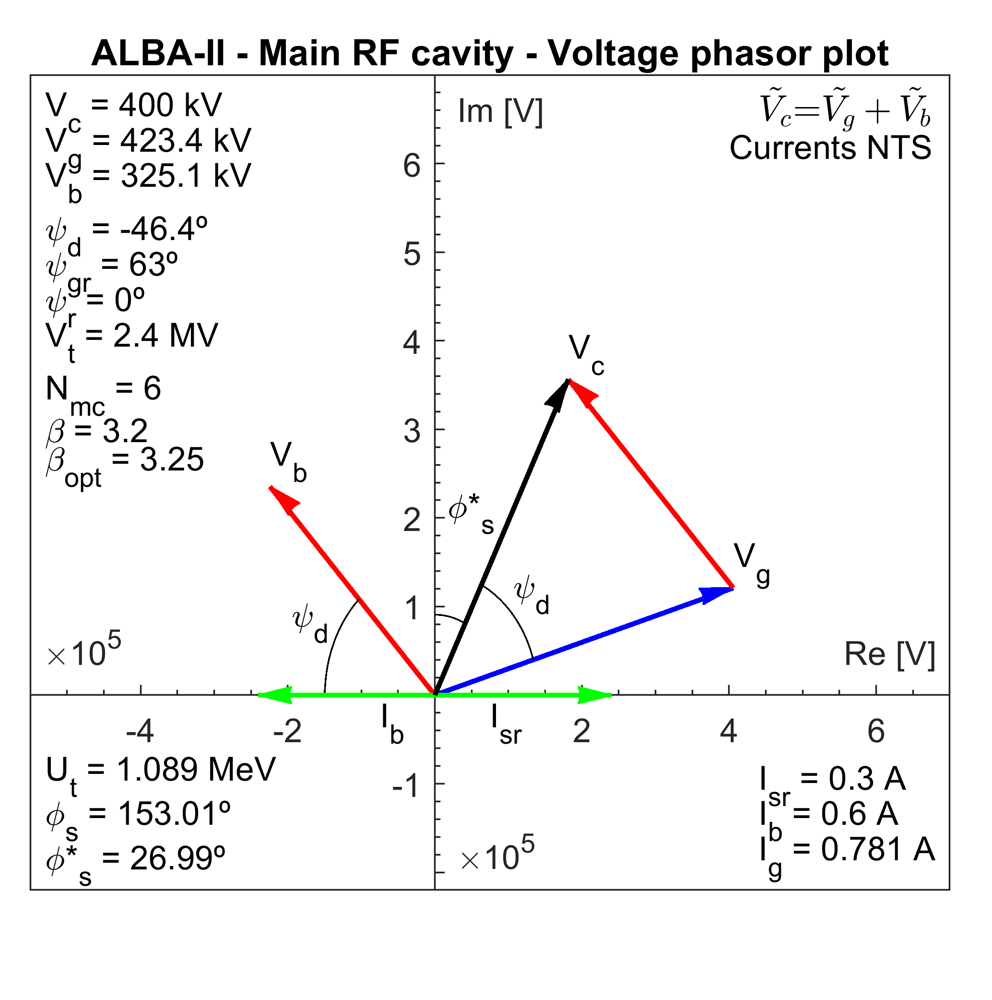 ALBA-II - Main RF cavity - Voltage phasor plot
V_c = 400 kV
V_g = 423.4 kV
V_b = 325.1 kV
ψ_d = -46.4º
ψ_gr = 63º
ψ_r = 0º
V_t = 2.4 MV
N_mc = 6
β = 3.2
β_opt = 3.25
Im [V]
Ṽ_c=Ṽ_g + Ṽ_b
Currents NTS
6
5
4
3
2
1
-1
V_c
V_b
φ*_s
V_g
ψ_d
ψ_d
×10^5
Re [V]
I_b
I_sr
-4
-2
2
4
6
U_t = 1.089 MeV
φ_s = 153.01º
φ*_s = 26.99º
×10^5
I_sr = 0.3 A
I_b = 0.6 A
I_g = 0.781 A